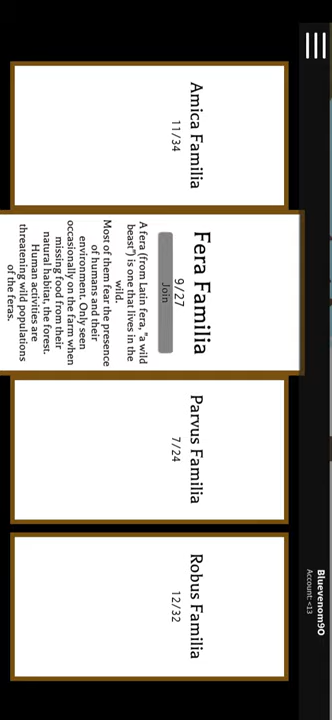 Bluevenom90
Account: <13
Amica Familia
11/34
Fera Familia
9/27
Join
A fera (from Latin fera, "a wild
beast") is one that lives in the
wild.
Most of them fear the presence
of humans and their
environment. Only seen
occasionally on the farm when
missing food from their
natural habitat, the forest.
Human activities are
threatening wild populations
of the feras.
Parvus Familia
7/24
Robus Familia
12/32